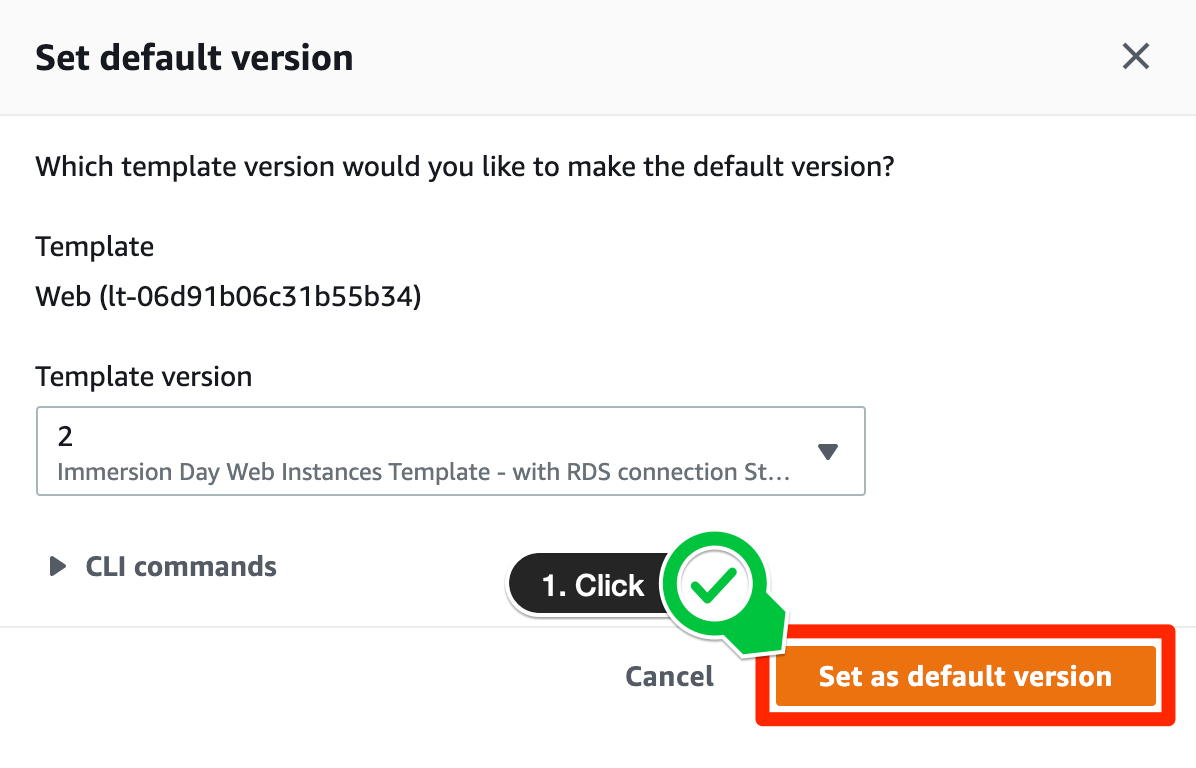 Set default version
Which template version would you like to make the default version?
Template
Web (lt-06d91b06c31b55b34)
Template version
2
Immersion Day Web Instances Template - with RDS connection St...
CLI commands
1. Click
Cancel
Set as default version